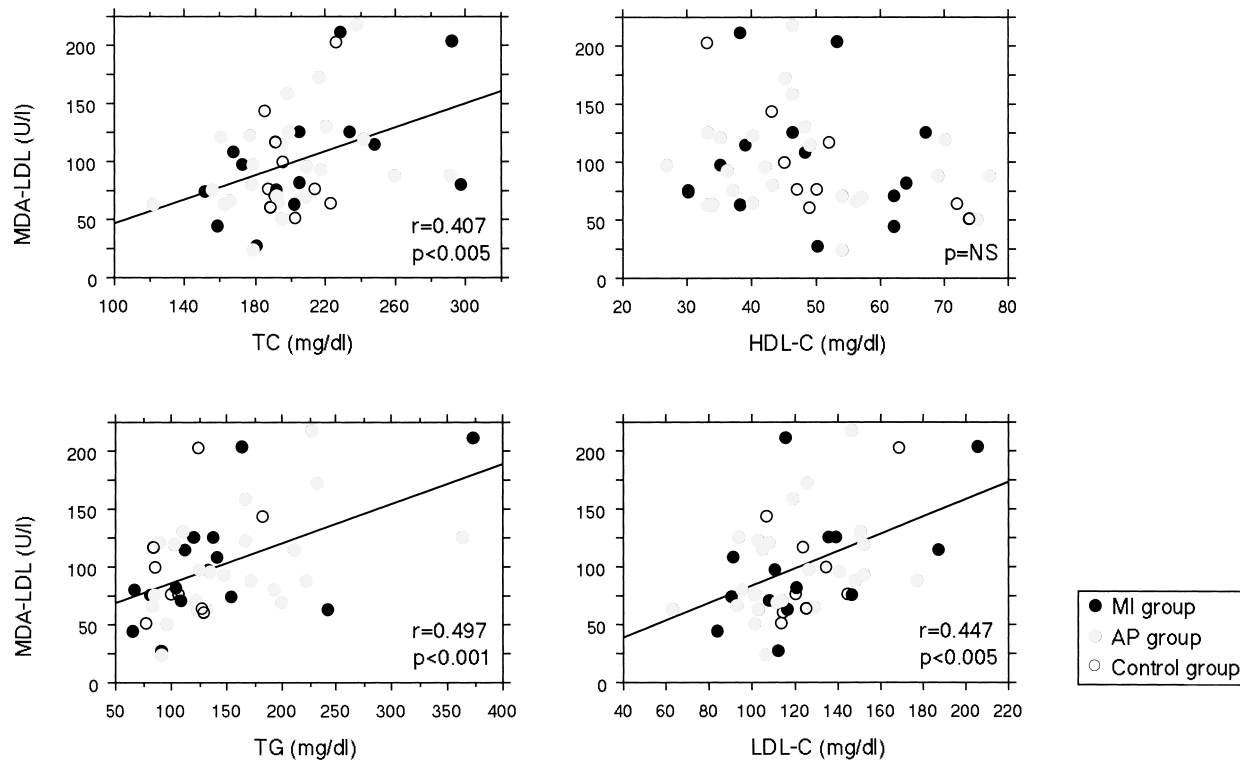 MDA-LDL (U/l)
200
150
100
50
0
r=0.407
p<0.005
100 140 180 220 260 300
TC (mg/dl)
200
150
100
50
0
p=NS
20 30 40 50 60 70 80
HDL-C (mg/dl)
MDA-LDL (U/l)
200
150
100
50
0
r=0.497
p<0.001
50 100 150 200 250 300 350 400
TG (mg/dl)
200
150
100
50
0
r=0.447
p<0.005
40 60 80 100 120 140 160 180 200 220
LDL-C (mg/dl)
MI group
AP group
Control group